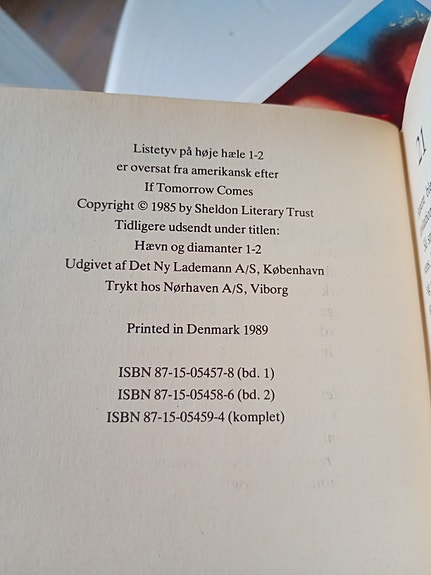 Listetyv på høje hæle 1-2
er oversat fra amerikansk efter
If Tomorrow Comes
Copyright © 1985 by Sheldon Literary Trust
Tidligere udsendt under titlen:
Hævn og diamanter 1-2
Udgivet af Det Ny Lademann A/S, København
Trykt hos Nørhaven A/S, Viborg
Printed in Denmark 1989
ISBN 87-15-05457-8 (bd. 1)
ISBN 87-15-05458-6 (bd. 2)
ISBN 87-15-05459-4 (komplet)
21